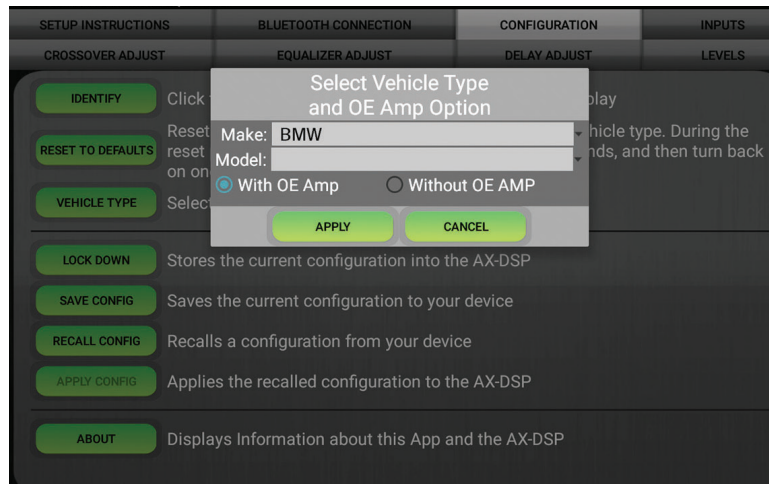 SETUP INSTRUCTIONS BLUETOOTH CONNECTION CONFIGURATION INPUTS
CROSSOVER ADJUST EQUALIZER ADJUST DELAY ADJUST LEVELS
Select Vehicle Type
and OE Amp Option
IDENTIFY Click play
Make: BMW
RESET TO DEFAULTS Reset hicle type. During the
reset nds, and then turn back
on on
Model:
With OE Amp Without OE AMP
VEHICLE TYPE Select
APPLY CANCEL
LOCK DOWN Stores the current configuration into the AX-DSP
SAVE CONFIG Saves the current configuration to your device
RECALL CONFIG Recalls a configuration from your device
APPLY CONFIG Applies the recalled configuration to the AX-DSP
ABOUT Displays Information about this App and the AX-DSP